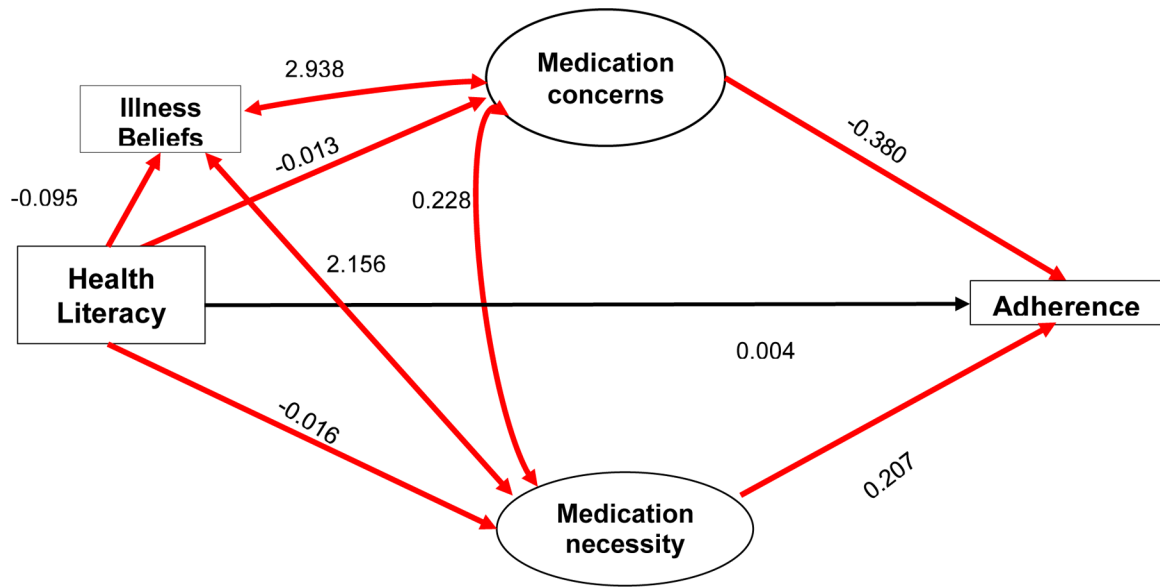 Medication
concerns
2.938
Illness
Beliefs
-0.013
-0.380
-0.095
0.228
Health
Literacy
2.156
Adherence
0.004
-0.016
0.207
Medication
necessity